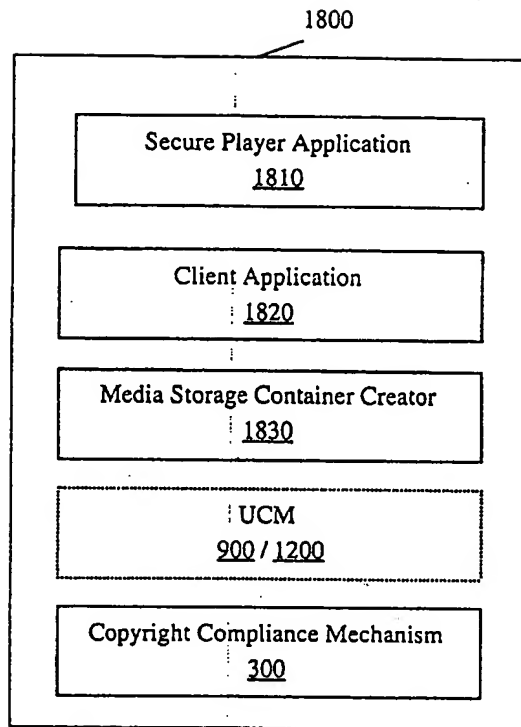 1800
Secure Player Application
1810
Client Application
1820
Media Storage Container Creator
1830
UCM
900 / 1200
Copyright Compliance Mechanism
300